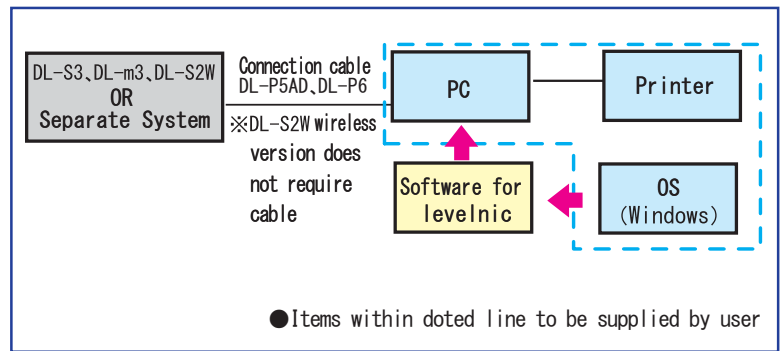 DL-S3、DL-m3、DL-S2W
OR
Separate System
Connection cable
DL-P5AD、DL-P6
※DL-S2W wireless
version does
not require
cable
PC
Printer
Software for
levelnic
OS
(Windows)
●Items within doted line to be supplied by user